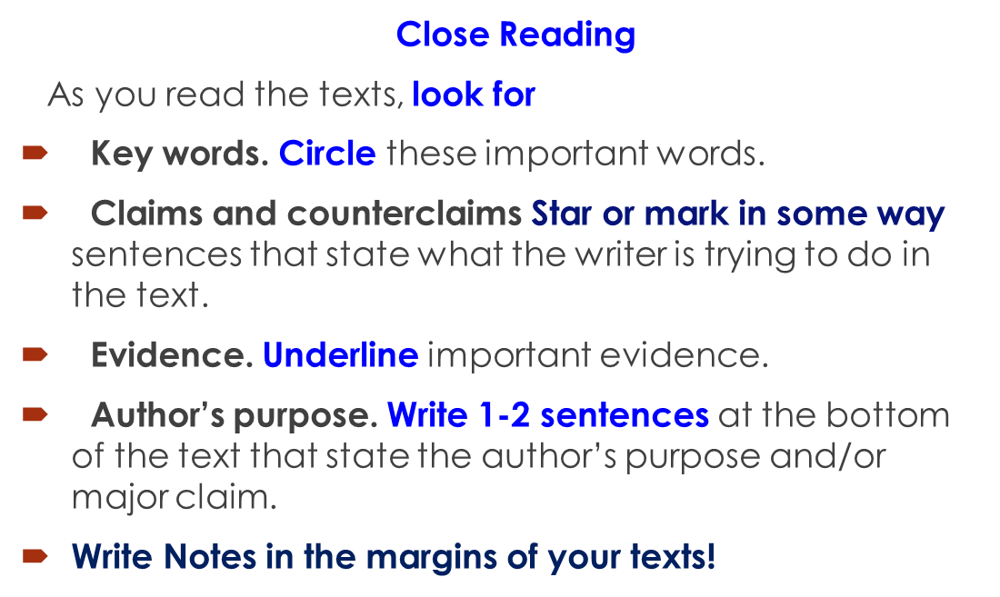 Close Reading
As you read the texts, look for
Key words. Circle these important words.
Claims and counterclaims Star or mark in some way
sentences that state what the writer is trying to do in
the text.
Evidence. Underline important evidence.
Author’s purpose. Write 1-2 sentences at the bottom
of the text that state the author’s purpose and/or
major claim.
Write Notes in the margins of your texts!